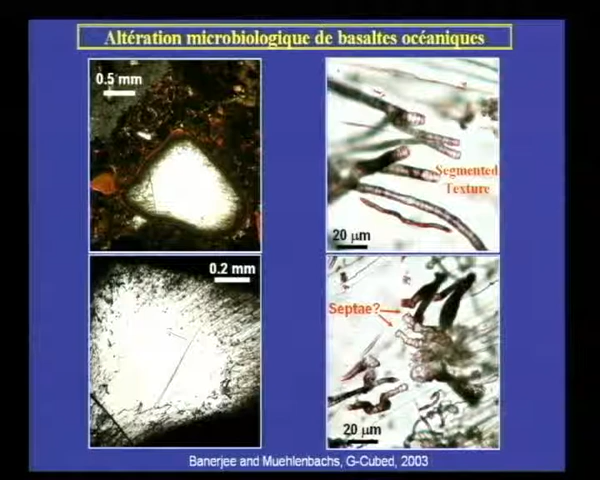 Altération microbiologique de basaltes océaniques
0.5 mm
Segmented
Texture
20 µm
0.2 mm
Septae?
20 µm
Banerjee and Muehlenbachs, G-Cubed, 2003